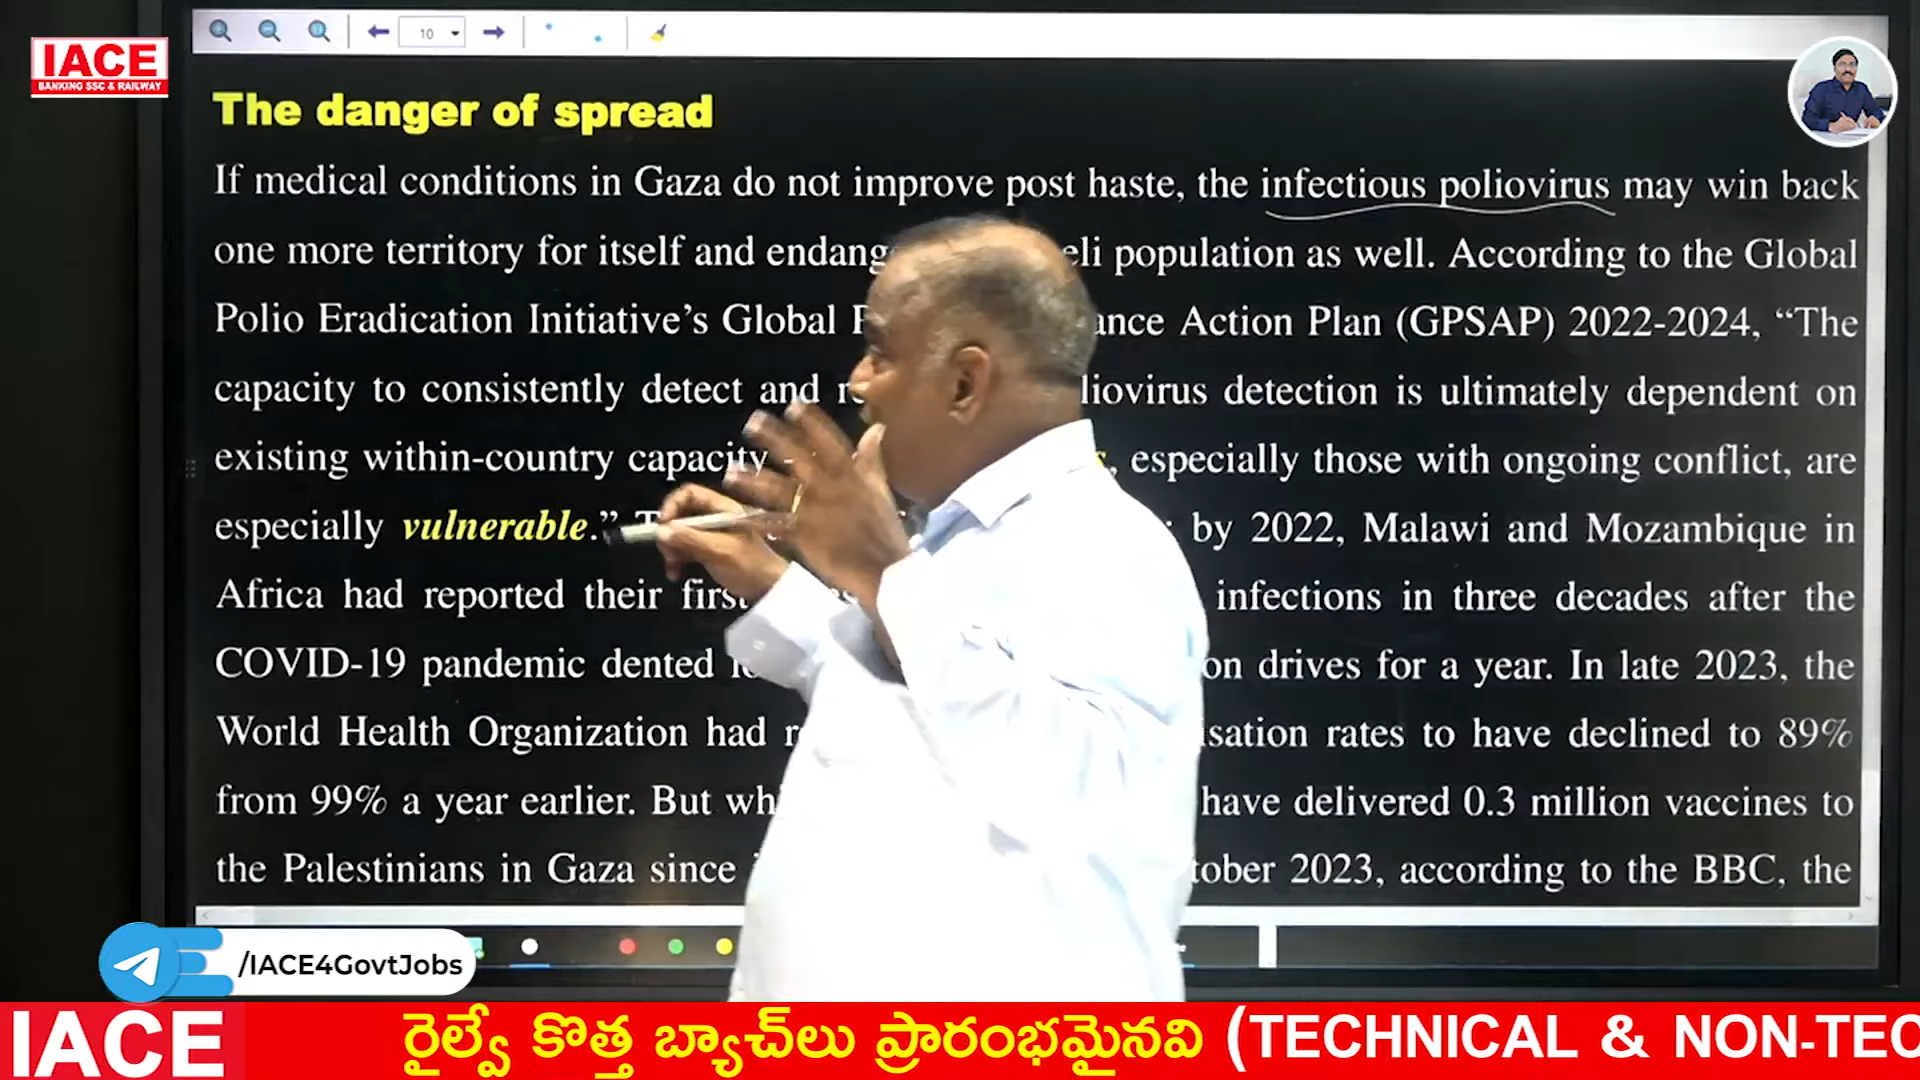 IACE
BANKING SSC & RAILWAY
10
The danger of spread
If medical conditions in Gaza do not improve post haste, the infectious poliovirus may win back
one more territory for itself and population as well. According to the Global
Polio Eradication Initiative’s Global Action Plan (GPSAP) 2022-2024, “The
capacity to consistently detect and detection is ultimately dependent on
existing within-country capacity especially those with ongoing conflict, are
especially vulnerable.” by 2022, Malawi and Mozambique in
Africa had reported their infections in three decades after the
COVID-19 pandemic dented drives for a year. In late 2023, the
World Health Organization had rates to have declined to 89%
from 99% a year earlier. But have delivered 0.3 million vaccines to
the Palestinians in Gaza since 2023, according to the BBC, the
/IACE4GovtJobs
IACE రైల్వే కొత్త బ్యాచ్‌లు ప్రారంభమైనవి (TECHNICAL & NON-TEC